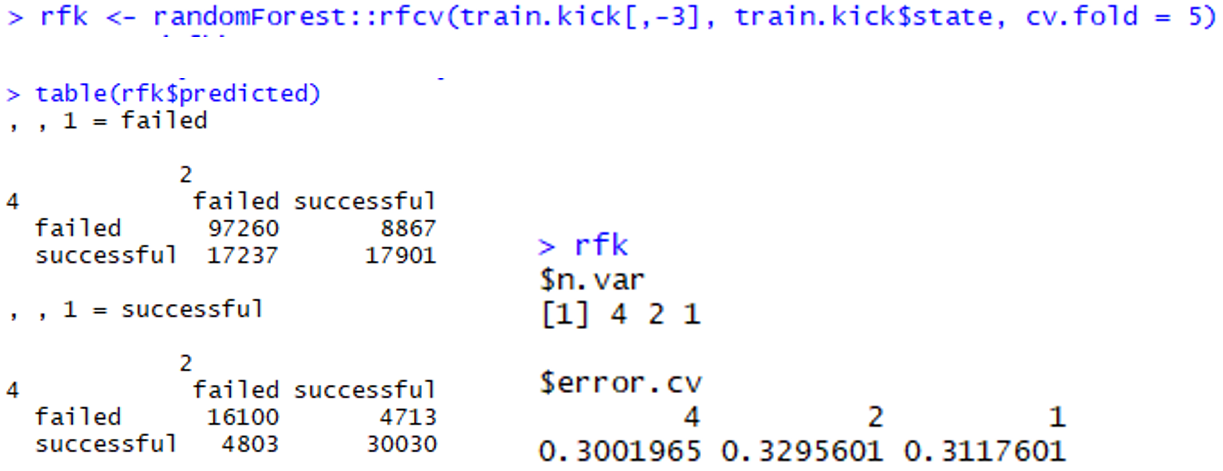 > rfk <- randomForest::rfcv(train.kick[,-3], train.kick$state, cv.fold = 5)
> table(rfk$predicted)
, , 1 = failed
2
4 failed successful
failed 97260 8867
successful 17237 17901
, , 1 = successful
2
4 failed successful
failed 16100 4713
successful 4803 30030
> rfk
$n.var
[1] 4 2 1
$error.cv
4 2 1
0.3001965 0.3295601 0.3117601